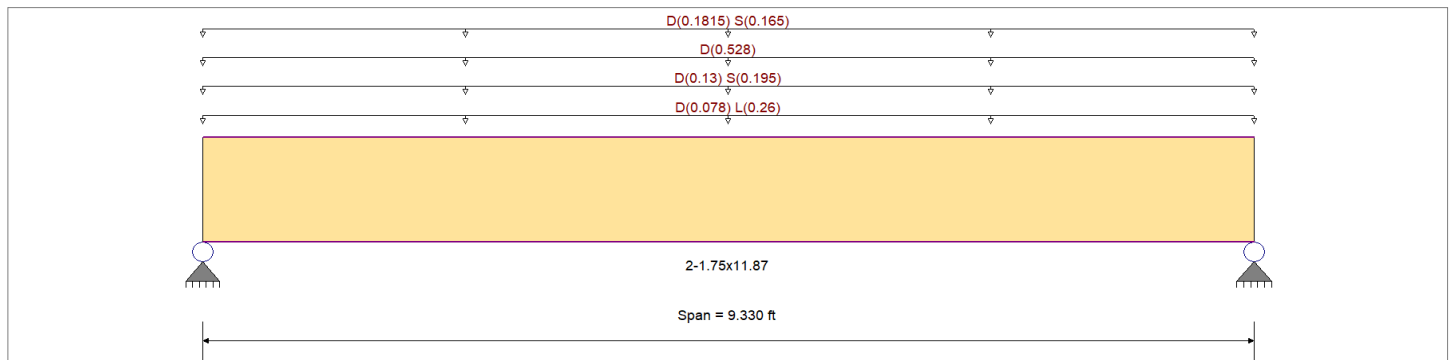 D(0.1815) S(0.165)
D(0.528)
D(0.13) S(0.195)
D(0.078) L(0.26)
2-1.75x11.87
Span = 9.330 ft